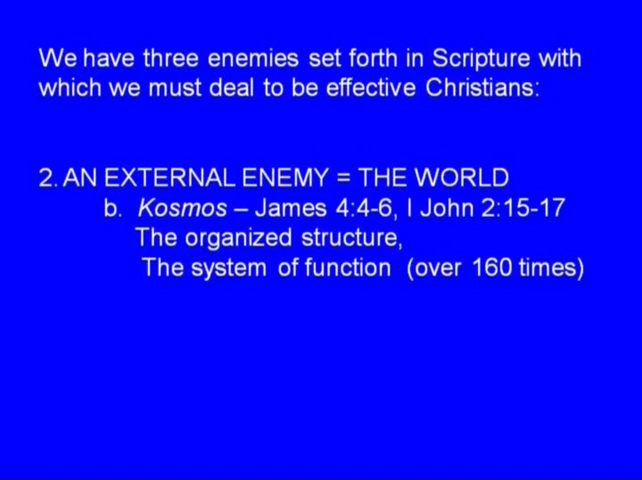 We have three enemies set forth in Scripture with
which we must deal to be effective Christians:
2. AN EXTERNAL ENEMY = THE WORLD
b. Kosmos – James 4:4-6, I John 2:15-17
The organized structure,
The system of function (over 160 times)